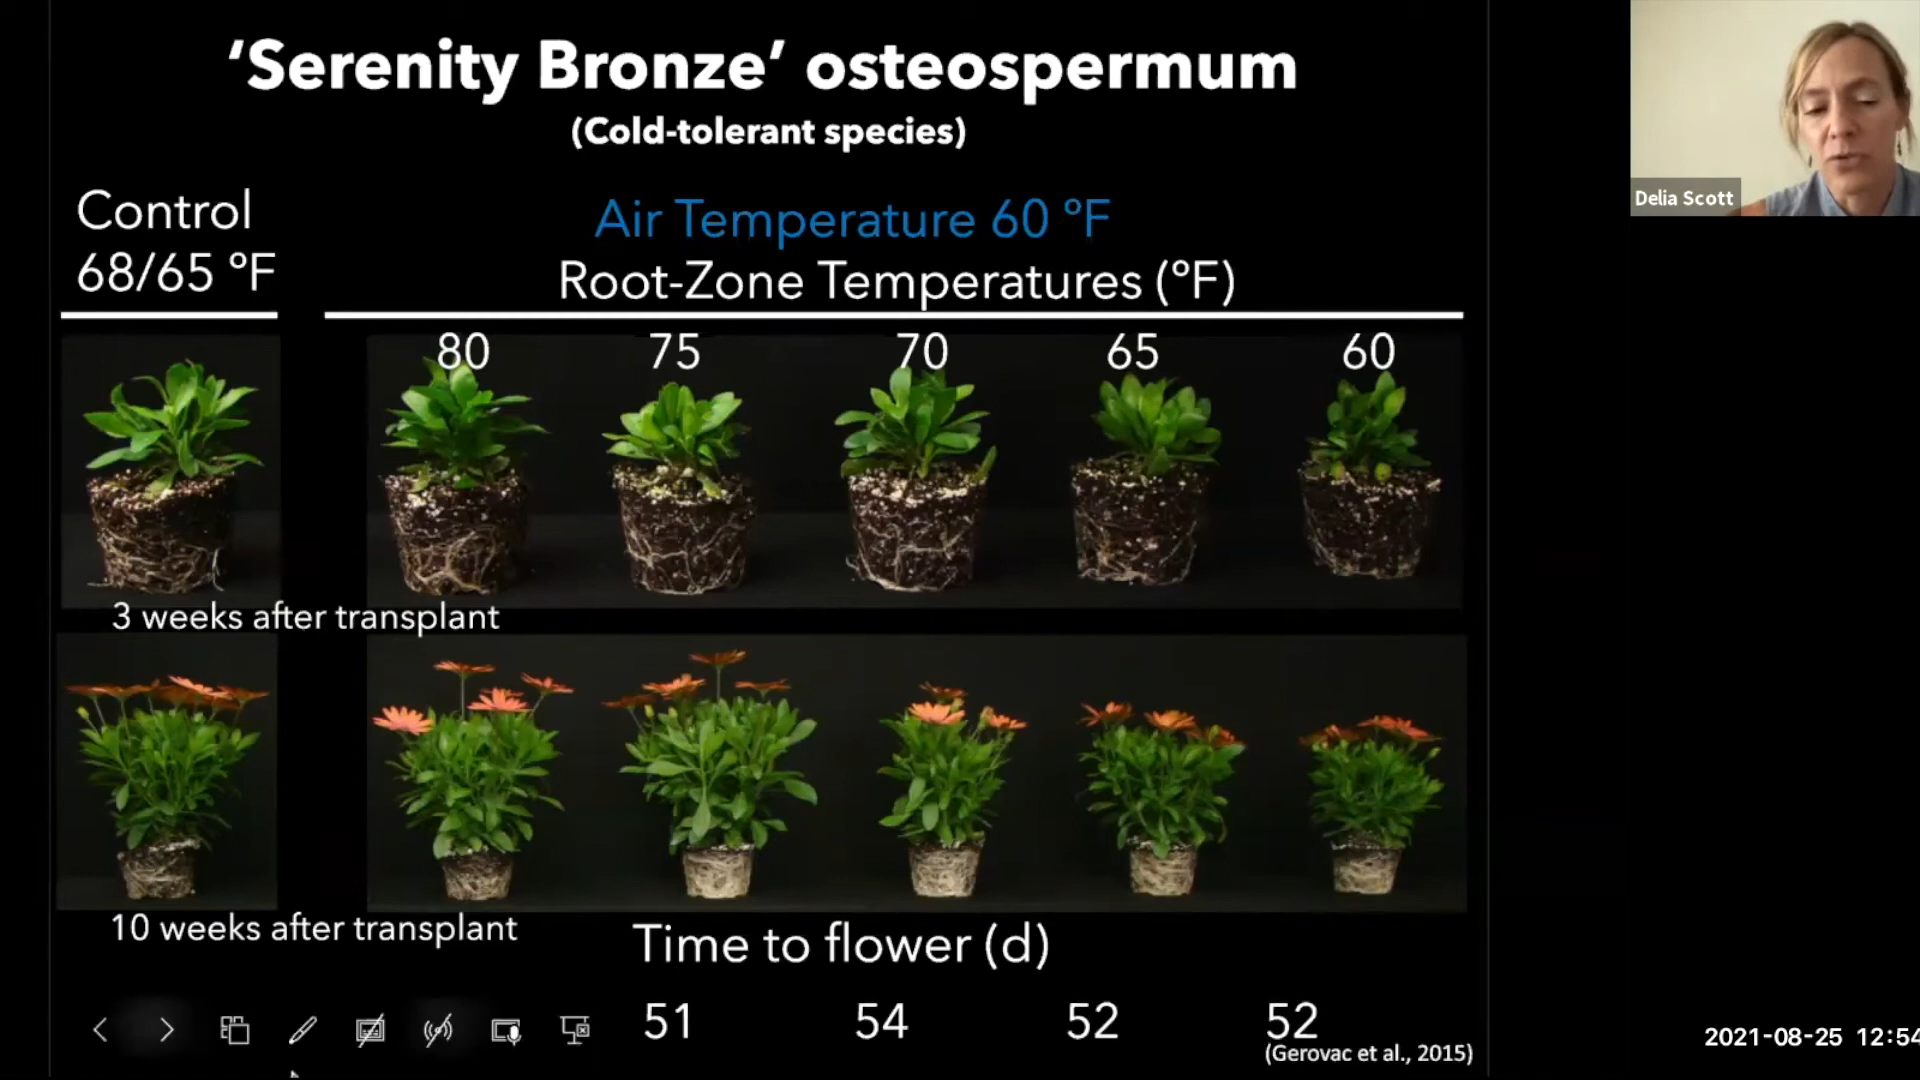 ‘Serenity Bronze’ osteospermum
(Cold-tolerant species)
Control
68/65 °F
Air Temperature 60 °F
Root-Zone Temperatures (°F)
80 75 70 65 60
3 weeks after transplant
10 weeks after transplant
Time to flower (d)
51 54 52 52
(Gerovac et al., 2015)
Delia Scott
2021-08-25 12:54